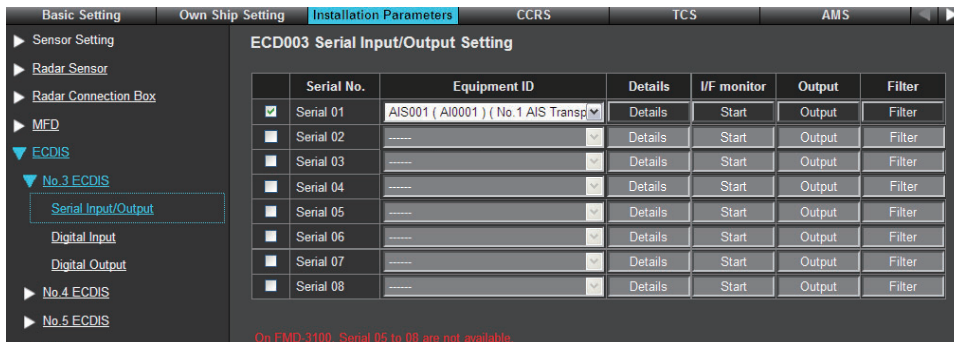 Basic Setting Own Ship Setting Installation Parameters CCRS TCS AMS
Sensor Setting
Radar Sensor
Radar Connection Box
MFD
ECDIS
No.3 ECDIS
Serial Input/Output
Digital Input
Digital Output
No.4 ECDIS
No.5 ECDIS
ECD003 Serial Input/Output Setting
Serial No. Equipment ID Details I/F monitor Output Filter
Serial 01 AIS001 ( AI0001 ) ( No.1 AIS Transp Details Start Output Filter
Serial 02 ------ Details Start Output Filter
Serial 03 ------ Details Start Output Filter
Serial 04 ------ Details Start Output Filter
Serial 05 ------ Details Start Output Filter
Serial 06 ------ Details Start Output Filter
Serial 07 ------ Details Start Output Filter
Serial 08 ------ Details Start Output Filter
On FMD-3100, Serial 05 to 08 are not available.